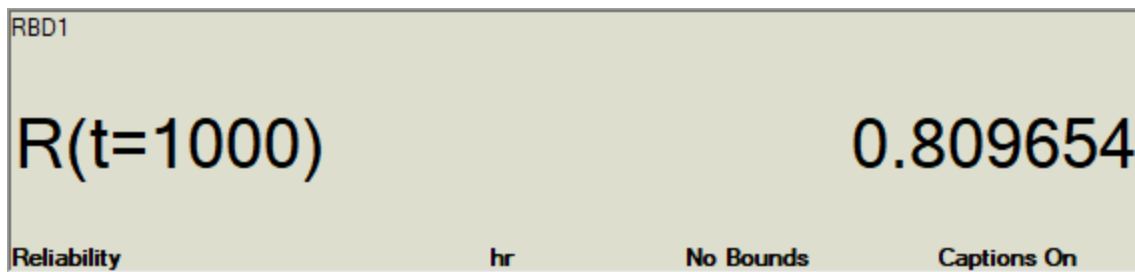 RBD1
R(t=1000) 0.809654
Reliability hr No Bounds Captions On